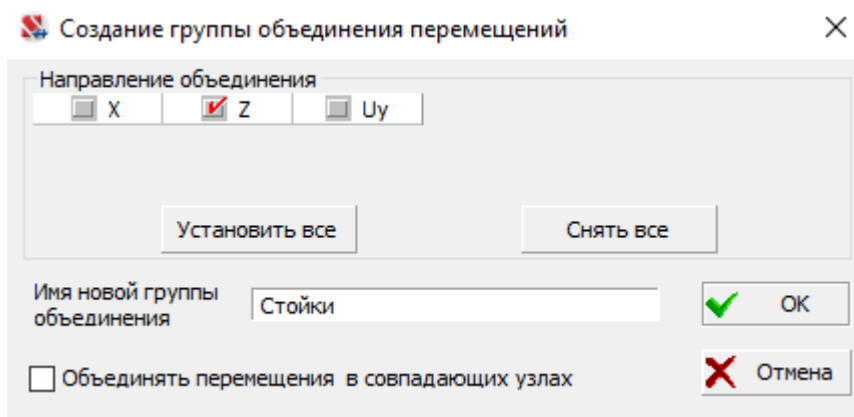 Создание группы объединения перемещений
Направление объединения
X Z Uy
Установить все Снять все
Имя новой группы
объединения
Стойки
OK
Объединять перемещения в совпадающих узлах
Отмена